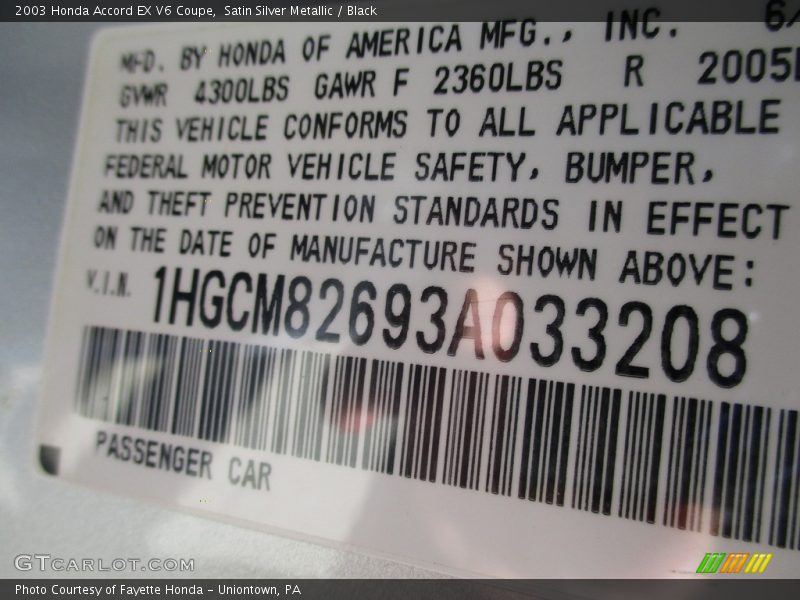 2003 Honda Accord EX V6 Coupe, Satin Silver Metallic / Black
MFD. BY HONDA OF AMERICA MFG., INC. 6/
GVWR 4300LBS GAWR F 2360LBS R 2005
THIS VEHICLE CONFORMS TO ALL APPLICABLE
FEDERAL MOTOR VEHICLE SAFETY, BUMPER,
AND THEFT PREVENTION STANDARDS IN EFFECT
ON THE DATE OF MANUFACTURE SHOWN ABOVE:
V.I.N. 1HGCM82693A033208
PASSENGER CAR
GTCARLOT.COM
Photo Courtesy of Fayette Honda - Uniontown, PA